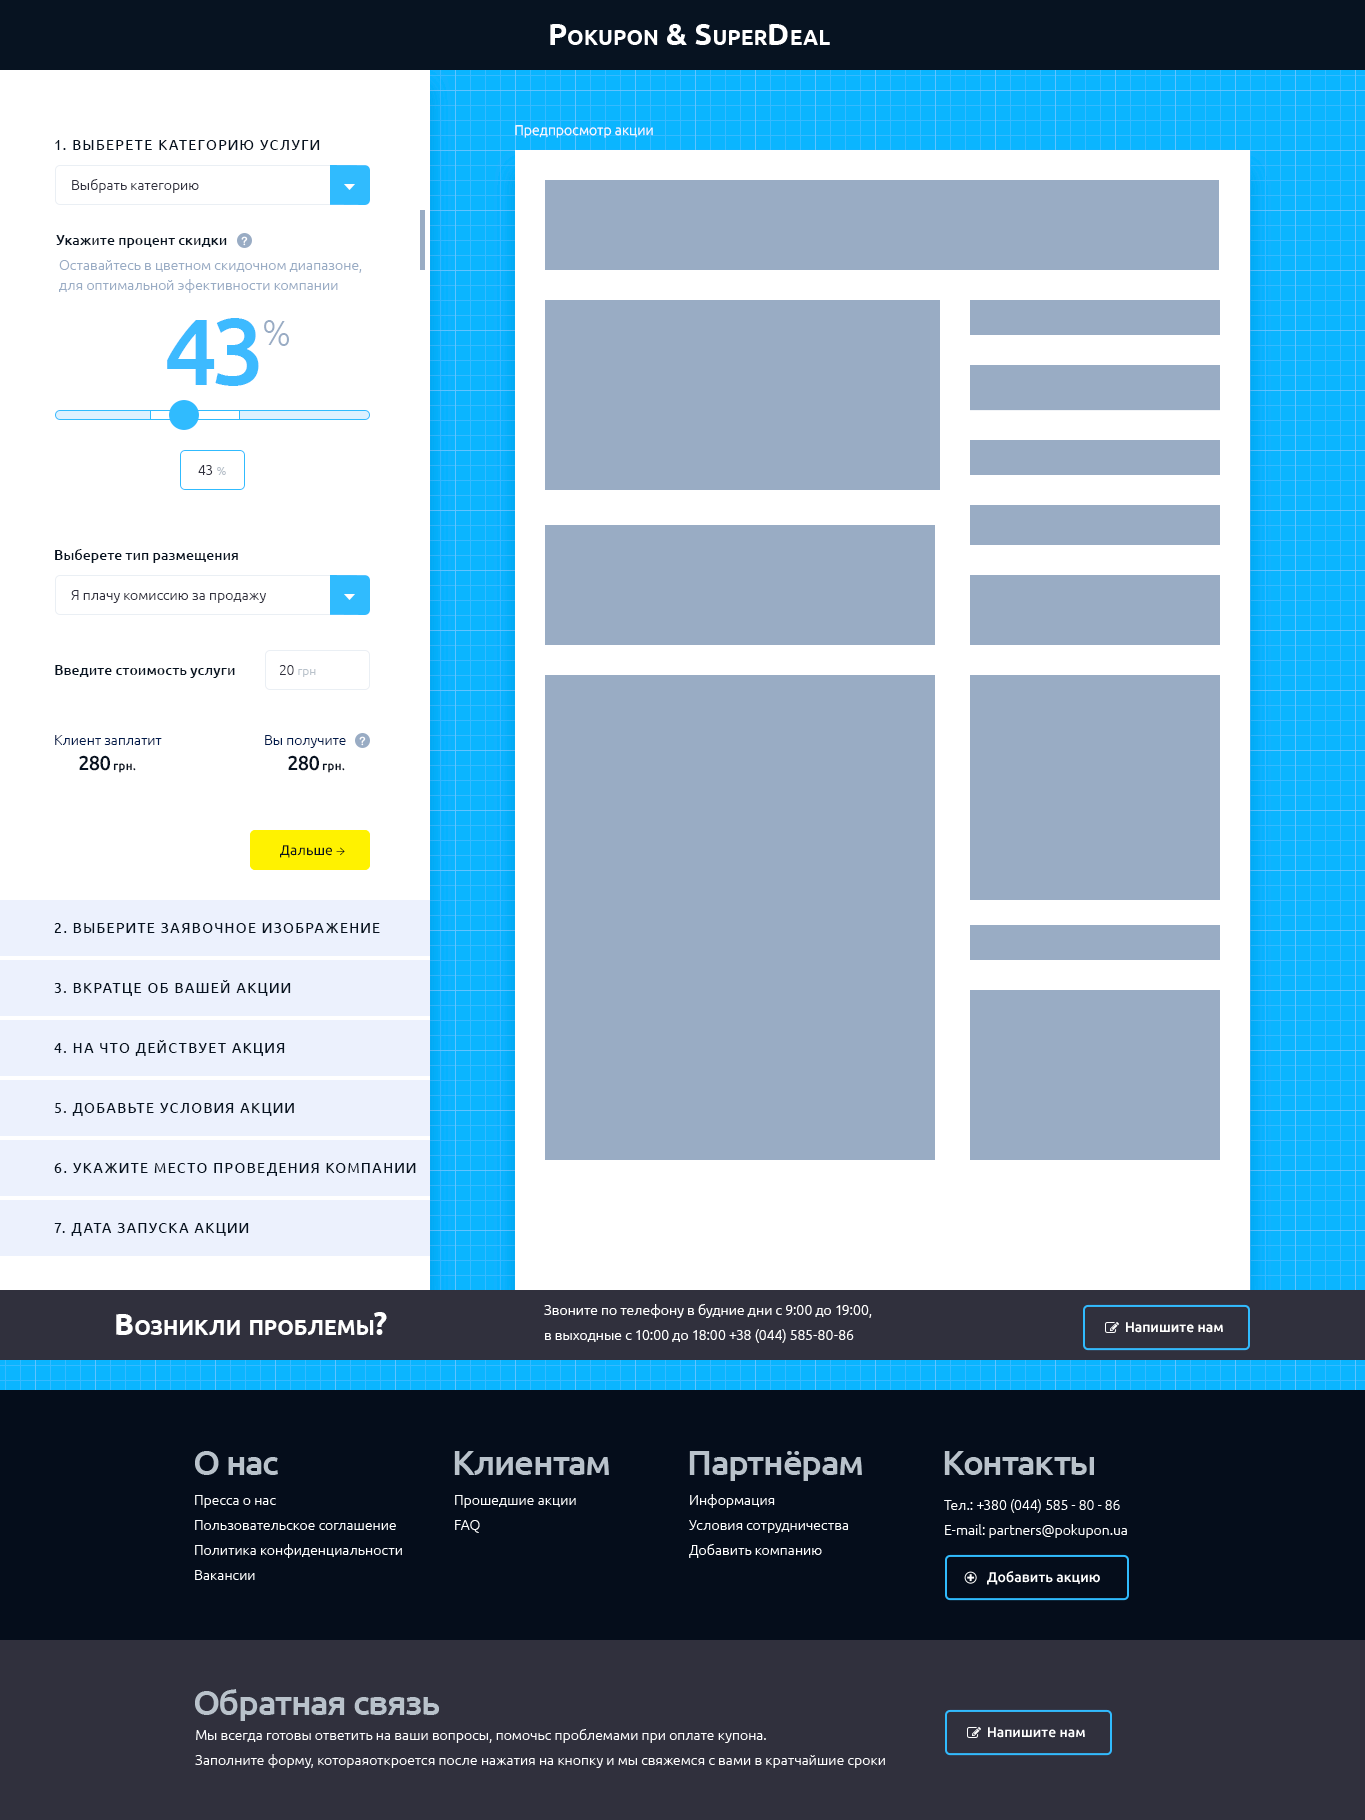 Pokupon & SuperDeal
1. ВЫБЕРЕТЕ КАТЕГОРИЮ УСЛУГИ
Выбрать категорию
Укажите процент скидки ?
Оставайтесь в цветном скидочном диапазоне,
для оптимальной эфективности компании
43%
43 %
Выберете тип размещения
Я плачу комиссию за продажу
Введите стоимость услуги
20 грн
Клиент заплатит
280 грн.
Вы получите ?
280 грн.
Дальше →
2. ВЫБЕРИТЕ ЗАЯВОЧНОЕ ИЗОБРАЖЕНИЕ
3. ВКРАТЦЕ ОБ ВАШЕЙ АКЦИИ
4. НА ЧТО ДЕЙСТВУЕТ АКЦИЯ
5. ДОБАВЬТЕ УСЛОВИЯ АКЦИИ
6. УКАЖИТЕ МЕСТО ПРОВЕДЕНИЯ КОМПАНИИ
7. ДАТА ЗАПУСКА АКЦИИ
Предпросмотр акции
Возникли проблемы?
Звоните по телефону в будние дни с 9:00 до 19:00,
в выходные с 10:00 до 18:00 +38 (044) 585-80-86
Напишите нам
О нас
Пресса о нас
Пользовательское соглашение
Политика конфиденциальности
Вакансии
Клиентам
Прошедшие акции
FAQ
Партнёрам
Информация
Условия сотрудничества
Добавить компанию
Контакты
Тел.: +380 (044) 585 - 80 - 86
E-mail: partners@pokupon.ua
Добавить акцию
Обратная связь
Мы всегда готовы ответить на ваши вопросы, помочьс проблемами при оплате купона.
Заполните форму, котораяоткроется после нажатия на кнопку и мы свяжемся с вами в кратчайшие сроки
Напишите нам